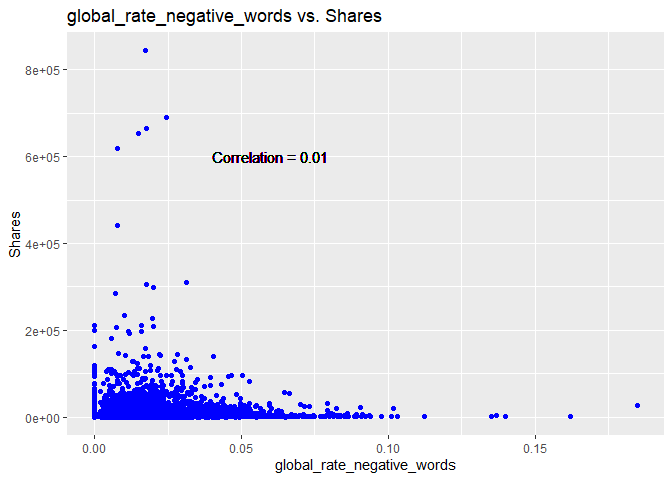 global_rate_negative_words vs. Shares
8e+05
6e+05
Correlation = 0.01
4e+05
2e+05
0e+00
Shares
0.00 0.05 0.10 0.15
global_rate_negative_words